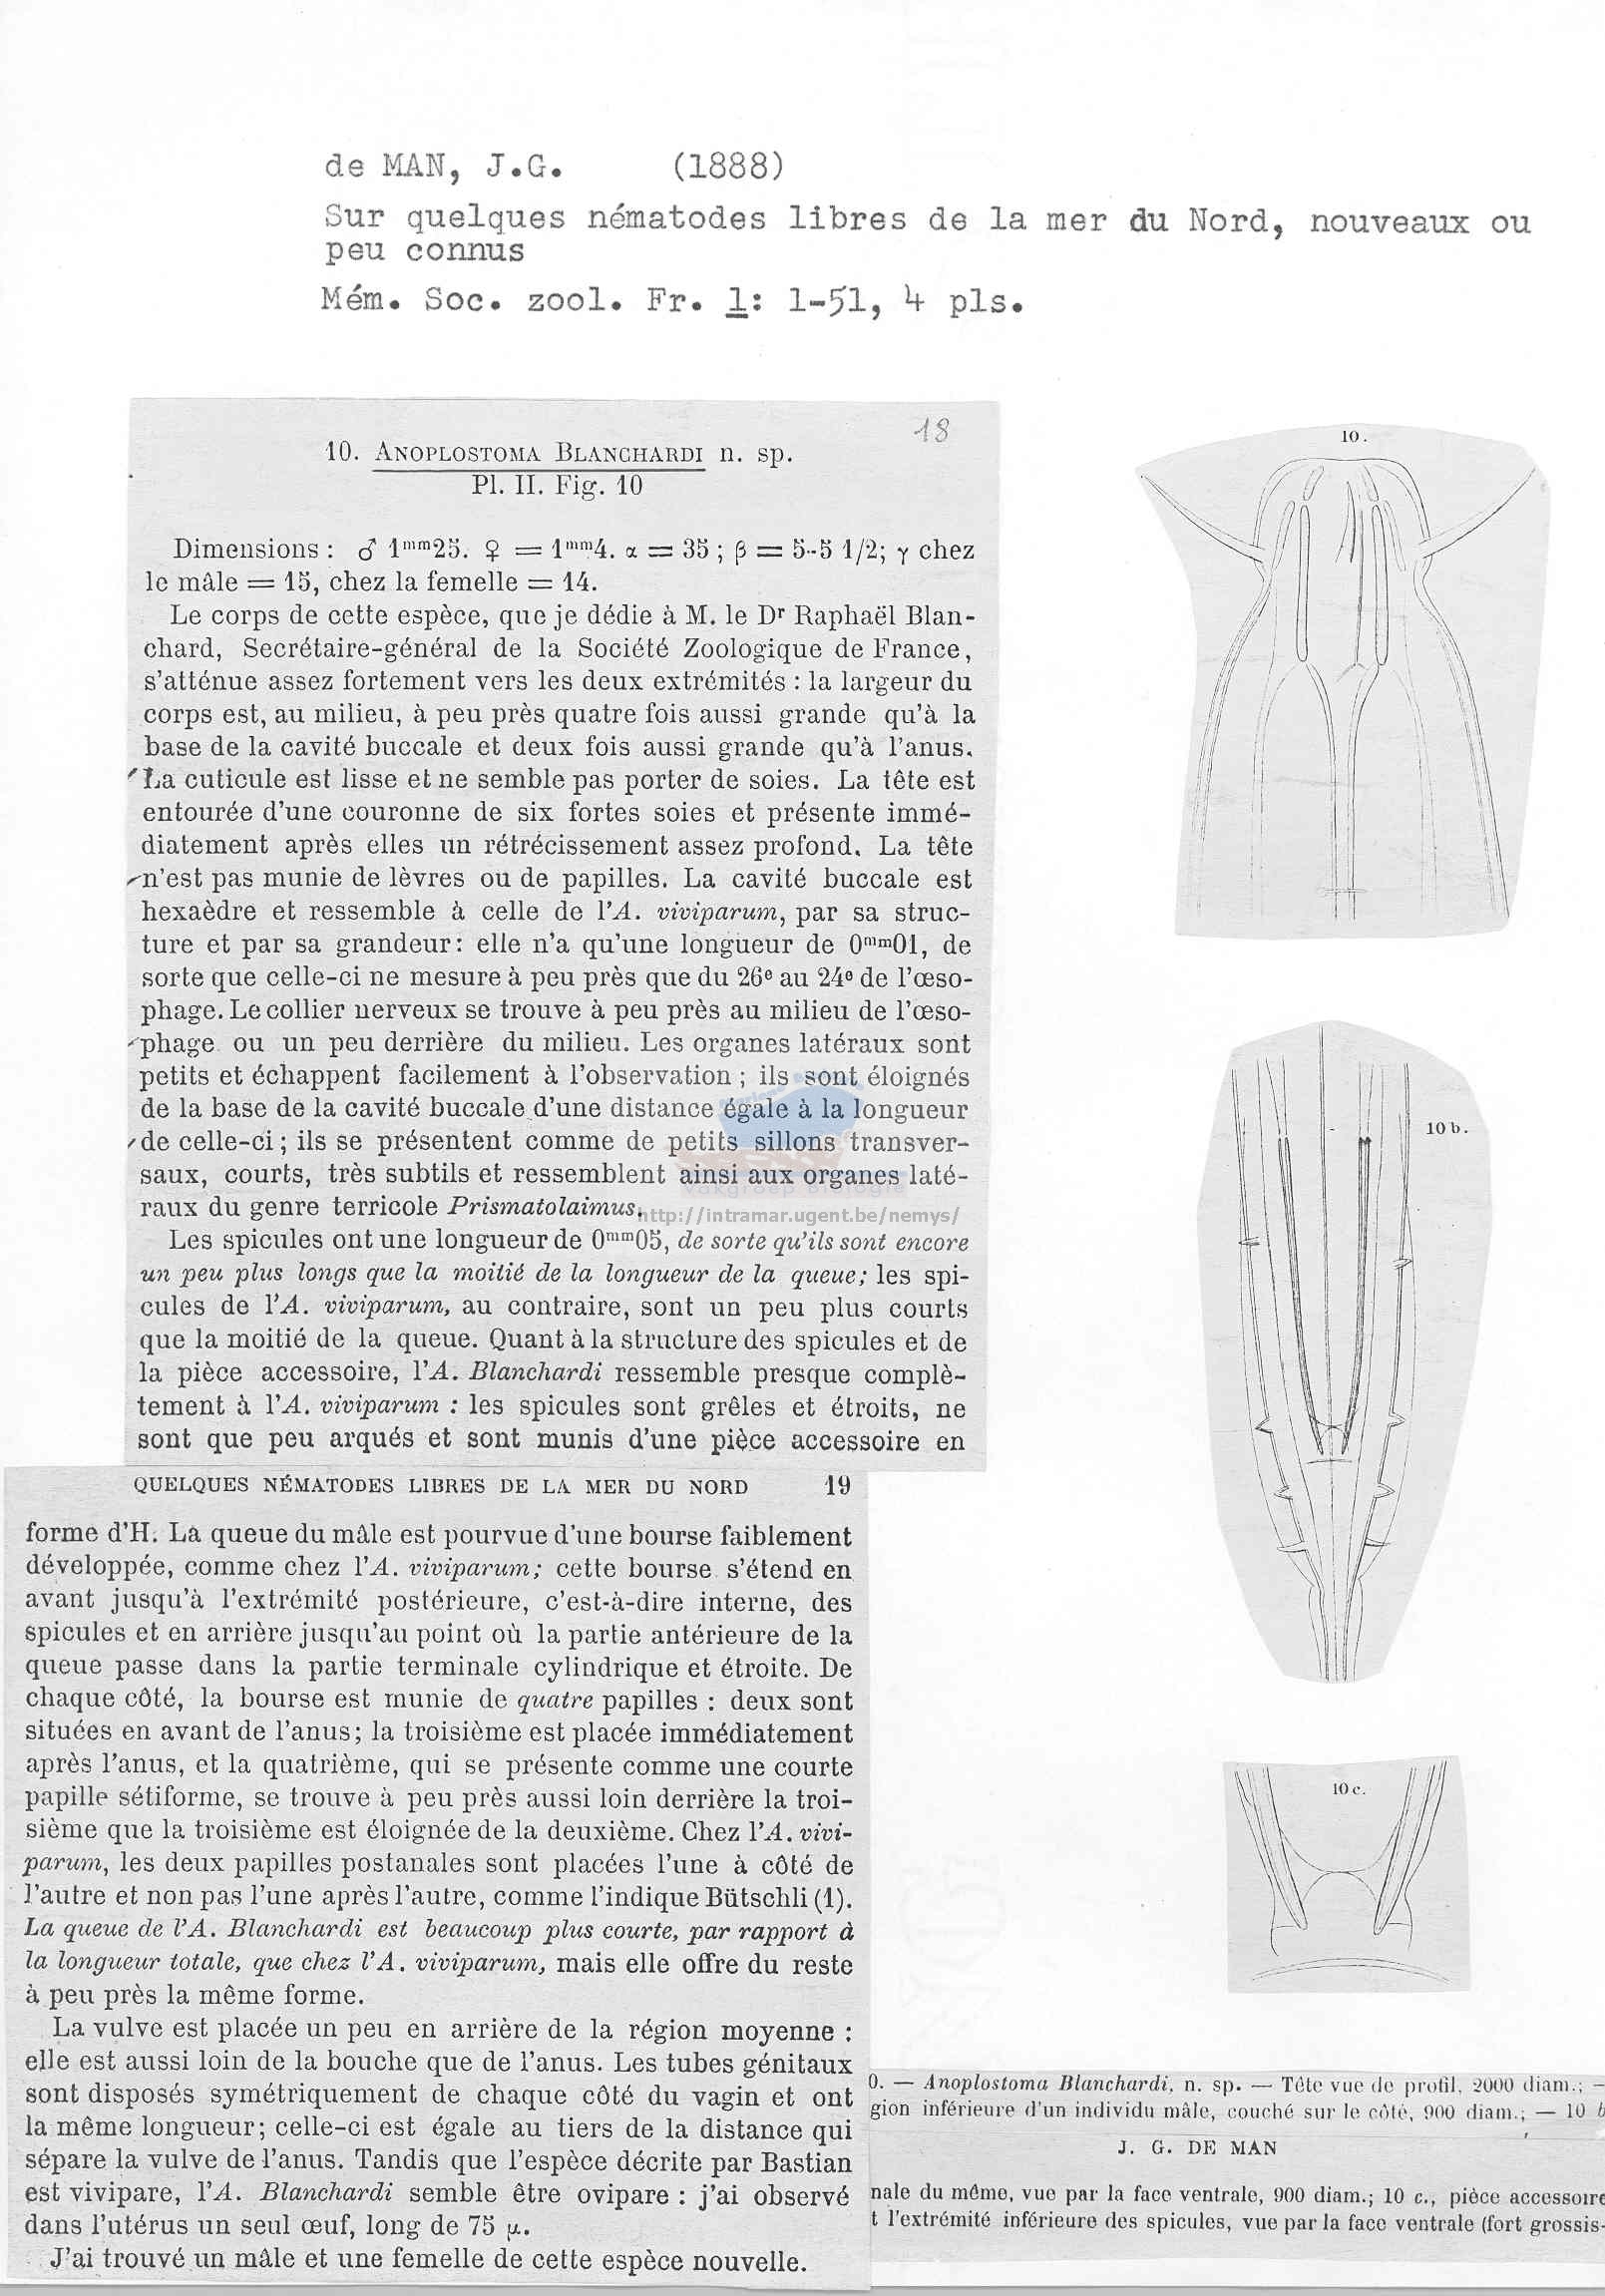 de MAN, J.G. (1888)
Sur quelques nématodes libres de la mer du Nord, nouveaux ou
peu connus
Mém. Soc. zool. Fr. 1: 1-51, 4 pls.
18
10. ANOPLOSTOMA BLANCHARDI n. sp.
Pl. II. Fig. 10
Dimensions : ♂ 1mm25. ♀ = 1mm4. α = 35 ; β = 5-5 1/2; γ chez
le mâle = 15, chez la femelle = 14.
Le corps de cette espèce, que je dédie à M. le Dr Raphaël Blan-
chard, Secrétaire-général de la Société Zoologique de France,
s'atténue assez fortement vers les deux extrémités : la largeur du
corps est, au milieu, à peu près quatre fois aussi grande qu'à la
base de la cavité buccale et deux fois aussi grande qu'à l'anus.
La cuticule est lisse et ne semble pas porter de soies. La tête est
entourée d'une couronne de six fortes soies et présente immé-
diatement après elles un rétrécissement assez profond. La tête
n'est pas munie de lèvres ou de papilles. La cavité buccale est
hexaèdre et ressemble à celle de l'A. viviparum, par sa struc-
ture et par sa grandeur: elle n'a qu'une longueur de 0mm01, de
sorte que celle-ci ne mesure à peu près que du 26e au 24e de l'œso-
phage. Le collier nerveux se trouve à peu près au milieu de l'œso-
phage ou un peu derrière du milieu. Les organes latéraux sont
petits et échappent facilement à l'observation ; ils sont éloignés
de la base de la cavité buccale d'une distance égale à la longueur
de celle-ci ; ils se présentent comme de petits sillons transver-
saux, courts, très subtils et ressemblent ainsi aux organes laté-
raux du genre terricole Prismatolaimus.
Vakgroep Biologie
http://intramar.ugent.be/nemys/
Les spicules ont une longueur de 0mm05, de sorte qu'ils sont encore
un peu plus longs que la moitié de la longueur de la queue; les spi-
cules de l'A. viviparum, au contraire, sont un peu plus courts
que la moitié de la queue. Quant à la structure des spicules et de
la pièce accessoire, l'A. Blanchardi ressemble presque complè-
tement à l'A. viviparum : les spicules sont grêles et étroits, ne
sont que peu arqués et sont munis d'une pièce accessoire en
QUELQUES NÉMATODES LIBRES DE LA MER DU NORD 19
forme d'H. La queue du mâle est pourvue d'une bourse faiblement
développée, comme chez l'A. viviparum; cette bourse s'étend en
avant jusqu'à l'extrémité postérieure, c'est-à-dire interne, des
spicules et en arrière jusqu'au point où la partie antérieure de la
queue passe dans la partie terminale cylindrique et étroite. De
chaque côté, la bourse est munie de quatre papilles : deux sont
situées en avant de l'anus; la troisième est placée immédiatement
après l'anus, et la quatrième, qui se présente comme une courte
papille sétiforme, se trouve à peu près aussi loin derrière la troi-
sième que la troisième est éloignée de la deuxième. Chez l'A. vivi-
parum, les deux papilles postanales sont placées l'une à côté de
l'autre et non pas l'une après l'autre, comme l'indique Bütschli (1).
La queue de l'A. Blanchardi est beaucoup plus courte, par rapport à
la longueur totale, que chez l'A. viviparum, mais elle offre du reste
à peu près la même forme.
La vulve est placée un peu en arrière de la région moyenne :
elle est aussi loin de la bouche que de l'anus. Les tubes génitaux
sont disposés symétriquement de chaque côté du vagin et ont
la même longueur; celle-ci est égale au tiers de la distance qui
sépare la vulve de l'anus. Tandis que l'espèce décrite par Bastian
est vivipare, l'A. Blanchardi semble être ovipare : j'ai observé
dans l'utérus un seul œuf, long de 75 μ.
J'ai trouvé un mâle et une femelle de cette espèce nouvelle.
10.
10 b.
10 c.
0. — Anoplostoma Blanchardi, n. sp. — Tête vue de profil, 2000 diam.; —
gion inférieure d'un individu mâle, couché sur le côté, 900 diam.; — 10 b
J. G. DE MAN
nale du même, vue par la face ventrale, 900 diam.; 10 c., pièce accessoire
t l'extrémité inférieure des spicules, vue par la face ventrale (fort grossis-